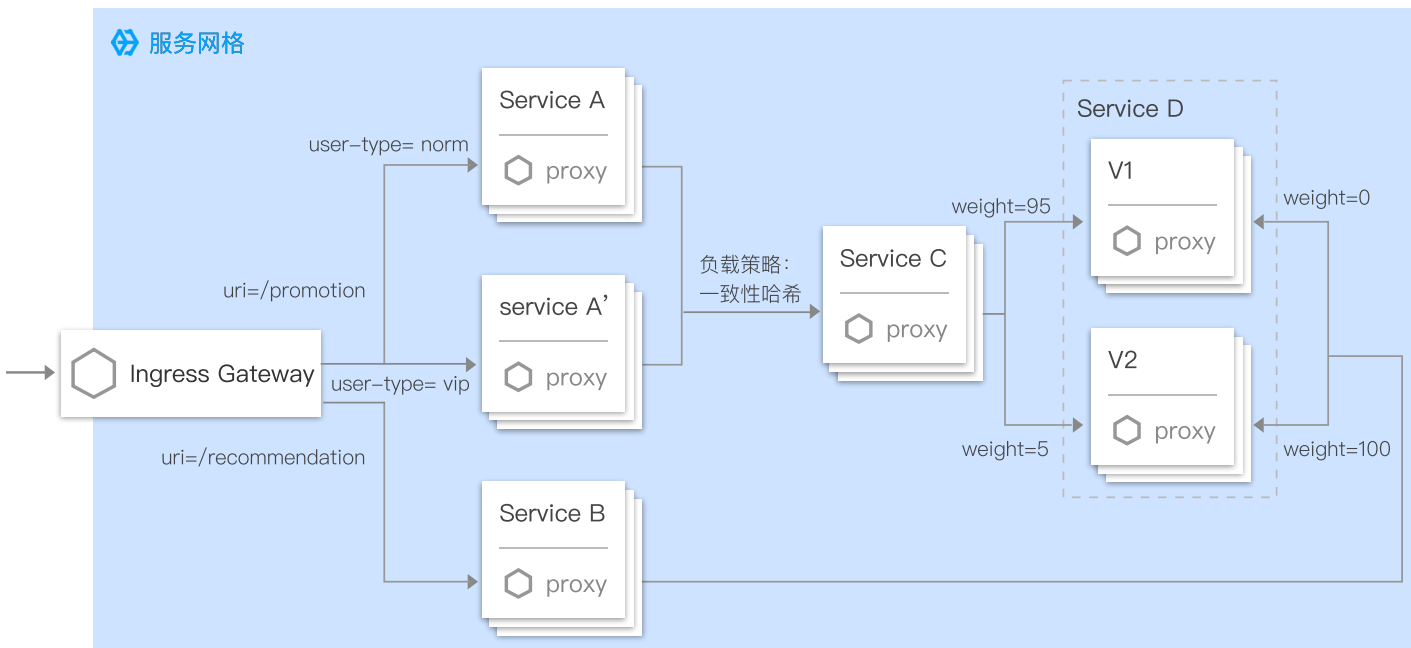 服务网格
Service A
proxy
user-type= norm
uri=/promotion
Ingress Gateway
user-type= vip
uri=/recommendation
service A’
proxy
Service B
proxy
负载策略：
一致性哈希
Service C
proxy
weight=95
weight=5
Service D
V1
proxy
V2
proxy
weight=0
weight=100